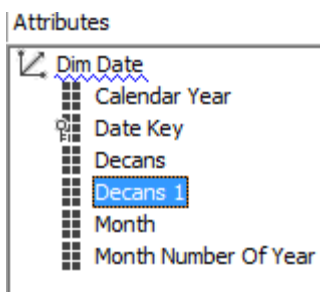 Attributes
Dim Date
Calendar Year
Date Key
Decans
Decans 1
Month
Month Number Of Year